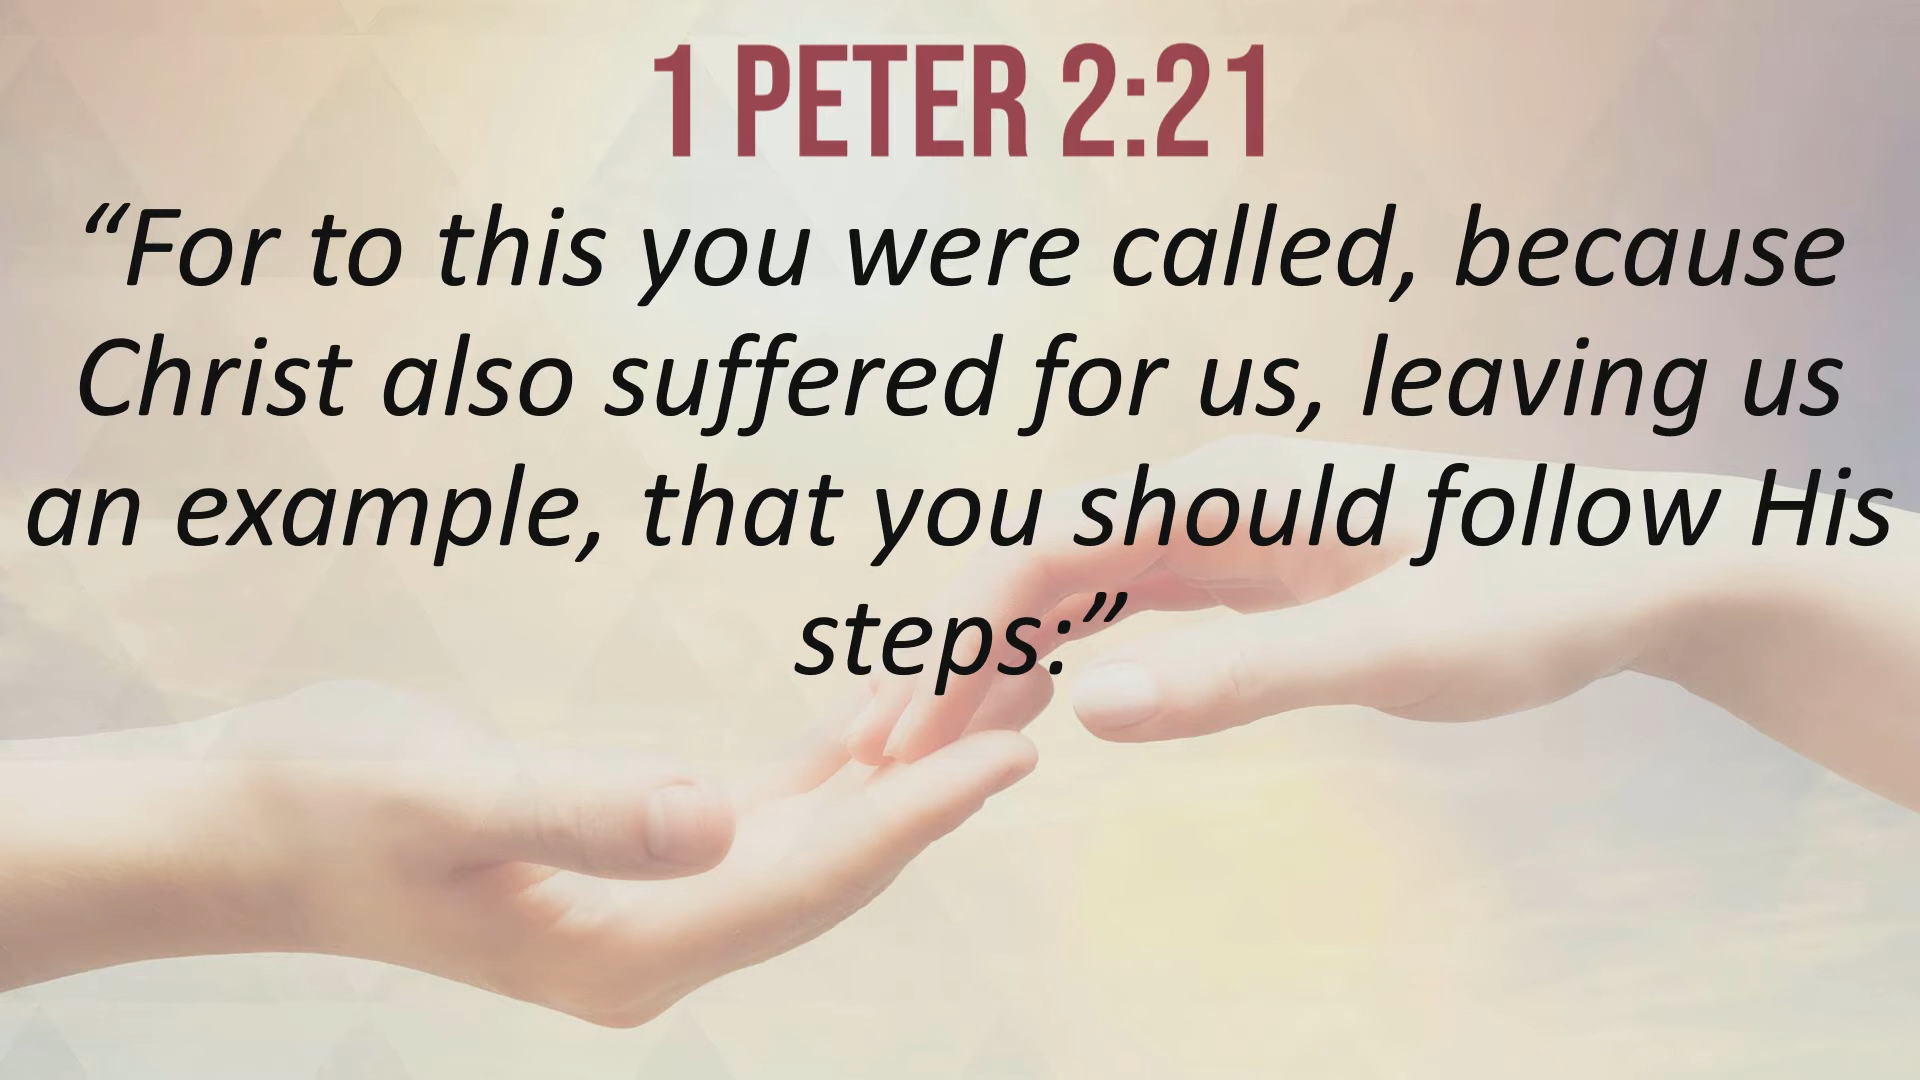 1 PETER 2:21
“For to this you were called, because
Christ also suffered for us, leaving us
an example, that you should follow His
steps:”